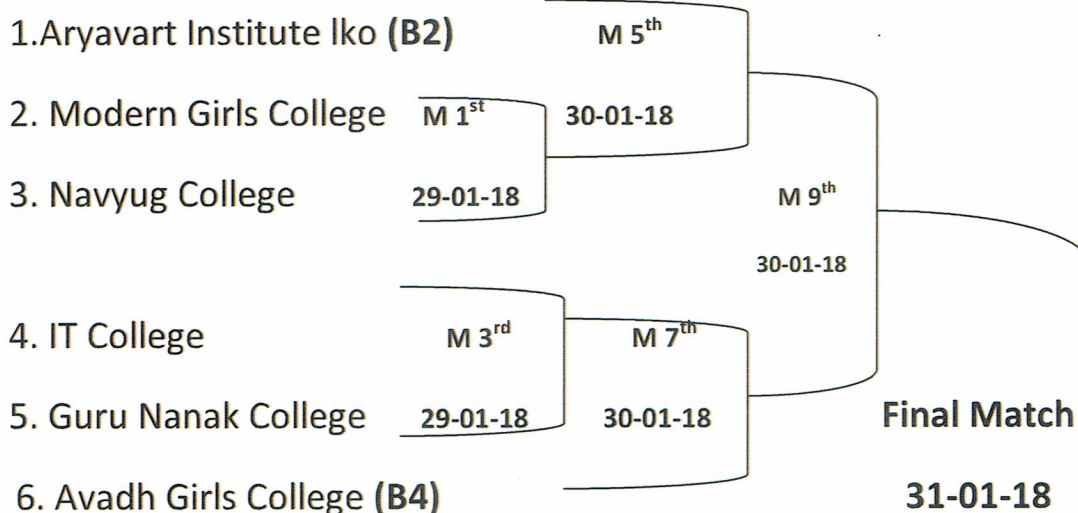 1.Aryavart Institute lko (B2) M 5th
2. Modern Girls College M 1st 30-01-18
3. Navyug College 29-01-18 M 9th
30-01-18
4. IT College M 3rd M 7th
5. Guru Nanak College 29-01-18 30-01-18 Final Match
6. Avadh Girls College (B4) 31-01-18